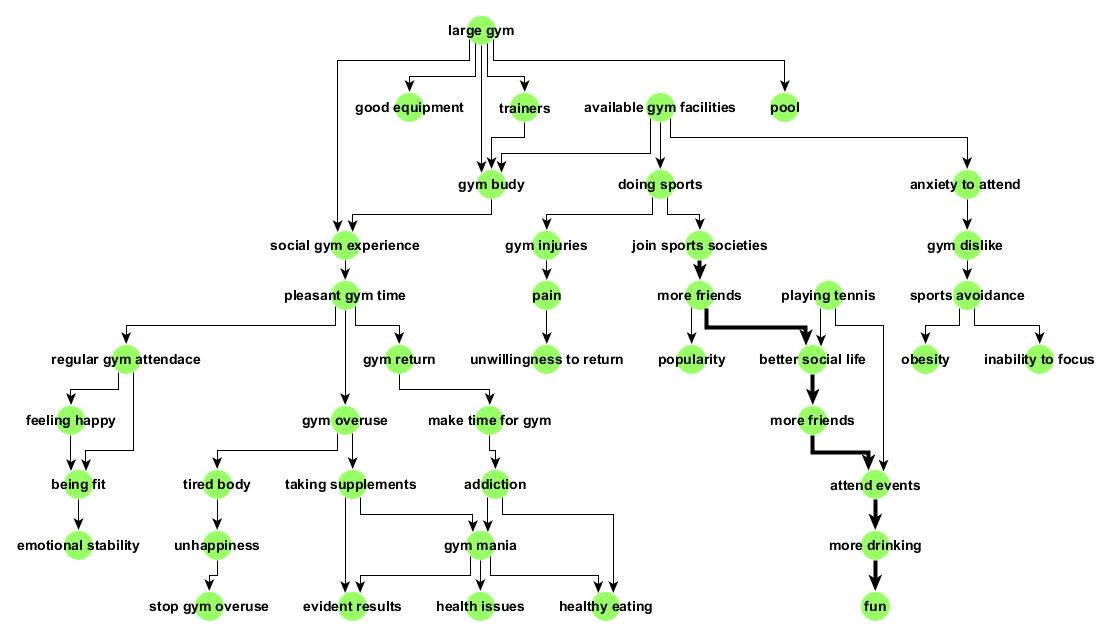 large gym
good equipment
trainers
available gym facilities
pool
gym budy
doing sports
anxiety to attend
social gym experience
gym injuries
join sports societies
gym dislike
pleasant gym time
pain
more friends
playing tennis
sports avoidance
regular gym attendace
gym return
unwillingness to return
popularity
better social life
obesity
inability to focus
feeling happy
gym overuse
make time for gym
more friends
being fit
tired body
taking supplements
addiction
attend events
emotional stability
unhappiness
gym mania
more drinking
stop gym overuse
evident results
health issues
healthy eating
fun